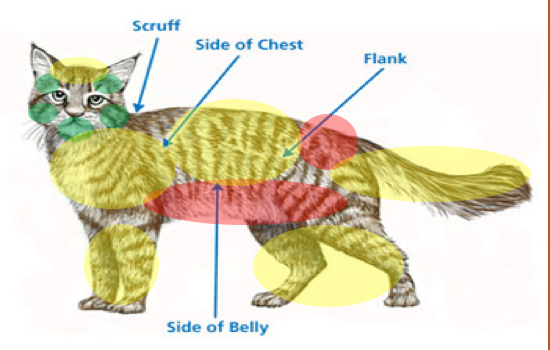 Scruff
Side of Chest
Flank
Side of Belly